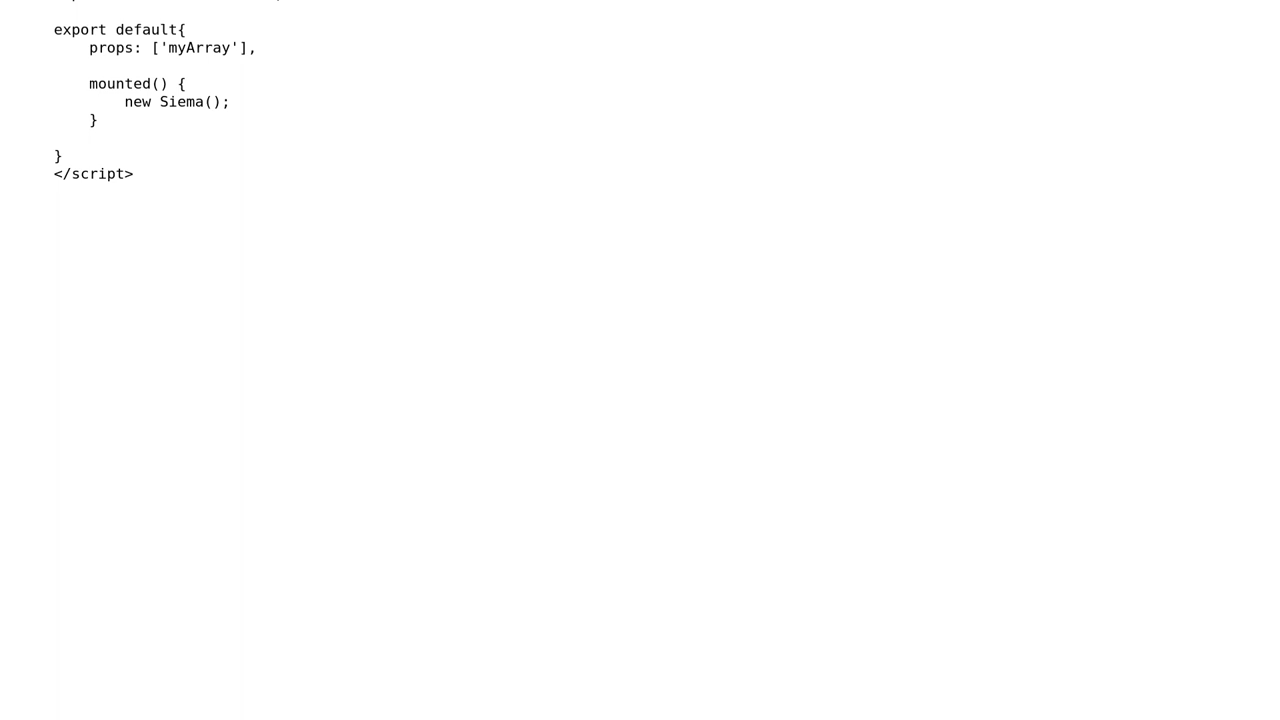 export default{
    props: ['myArray'],
    mounted() {
        new Siema();
    }
}
</script>